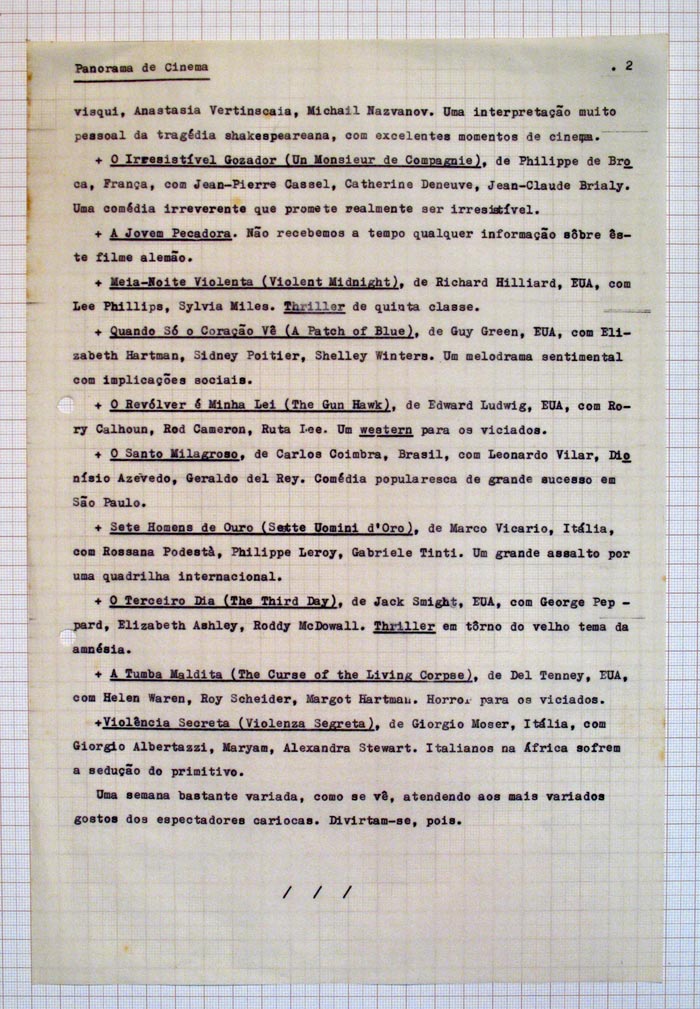 Panorama de Cinema . 2
visqui, Anastasia Vertinscaia, Michail Nazvanov. Uma interpretação muito
pessoal da tragédia shakespeareana, com excelentes momentos de cinema.
+ O Irresistível Gozador (Un Monsieur de Compagnie), de Philippe de Bro
ca, França, com Jean-Pierre Cassel, Catherine Deneuve, Jean-Claude Brialy.
Uma comédia irreverente que promete realmente ser irresistível.
+ A Jovem Pecadora. Não recebemos a tempo qualquer informação sôbre ês-
te filme alemão.
+ Meia-Noite Violenta (Violent Midnight), de Richard Hilliard, EUA, com
Lee Phillips, Sylvia Miles. Thriller de quinta classe.
+ Quando Só o Coração Vê (A Patch of Blue), de Guy Green, EUA, com Eli-
zabeth Hartman, Sidney Poitier, Shelley Winters. Um melodrama sentimental
com implicações sociais.
+ O Revólver é Minha Lei (The Gun Hawk), de Edward Ludwig, EUA, com Ro-
ry Calhoun, Rod Cameron, Ruta Lee. Um western para os viciados.
+ O Santo Milagroso, de Carlos Coimbra, Brasil, com Leonardo Vilar, Dio
nísio Azevedo, Geraldo del Rey. Comédia popularesca de grande sucesso em
São Paulo.
+ Sete Homens de Ouro (Sette Uomini d'Oro), de Marco Vicario, Itália,
com Rossana Podestà, Philippe Leroy, Gabriele Tinti. Um grande assalto por
uma quadrilha internacional.
+ O Terceiro Dia (The Third Day), de Jack Smight, EUA, com George Pep -
pard, Elizabeth Ashley, Roddy McDowall. Thriller em tôrno do velho tema da
amnésia.
+ A Tumba Maldita (The Curse of the Living Corpse), de Del Tenney, EUA,
com Helen Waren, Roy Scheider, Margot Hartman. Horror para os viciados.
+Violência Secreta (Violenza Segreta), de Giorgio Moser, Itália, com
Giorgio Albertazzi, Maryam, Alexandra Stewart. Italianos na África sofrem
a sedução do primitivo.
Uma semana bastante variada, como se vê, atendendo aos mais variados
gostos dos espectadores cariocas. Divirtam-se, pois.
/ / /